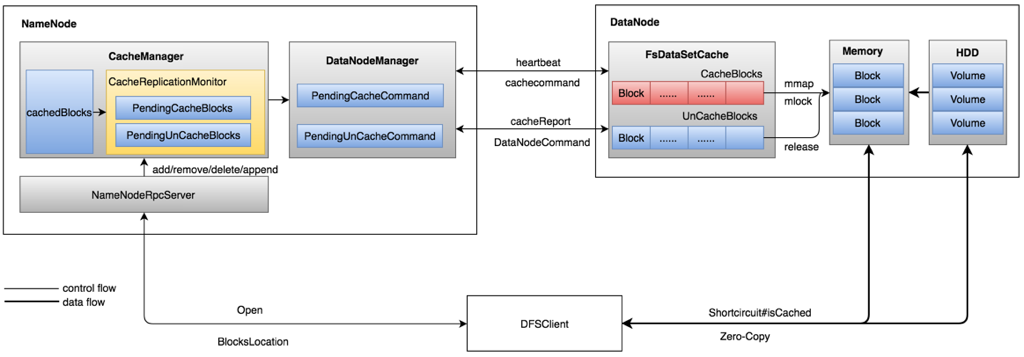 NameNode
CacheManager
cachedBlocks
CacheReplicationMonitor
PendingCacheBlocks
PendingUnCacheBlocks
DataNodeManager
PendingCacheCommand
PendingUnCacheCommand
add/remove/delete/append
NameNodeRpcServer
heartbeat
cachecommand
cacheReport
DataNodeCommand
DataNode
FsDataSetCache
CacheBlocks
Block ...... ......
UnCacheBlocks
Block ...... ......
mmap
mlock
release
Memory
Block
Block
Block
HDD
Volume
Volume
Volume
control flow
data flow
Open
BlocksLocation
DFSClient
Shortcircuit#isCached
Zero-Copy